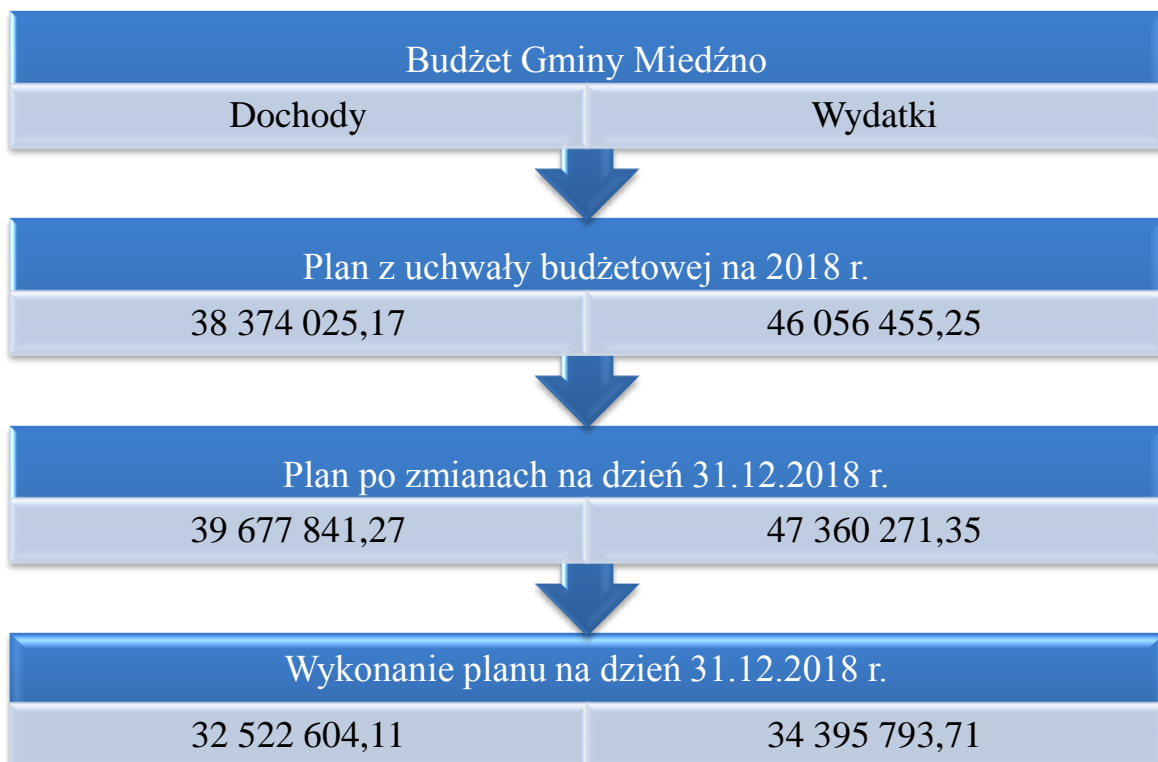 Budżet Gminy Miedźno
Dochody Wydatki
Plan z uchwały budżetowej na 2018 r.
38 374 025,17 46 056 455,25
Plan po zmianach na dzień 31.12.2018 r.
39 677 841,27 47 360 271,35
Wykonanie planu na dzień 31.12.2018 r.
32 522 604,11 34 395 793,71